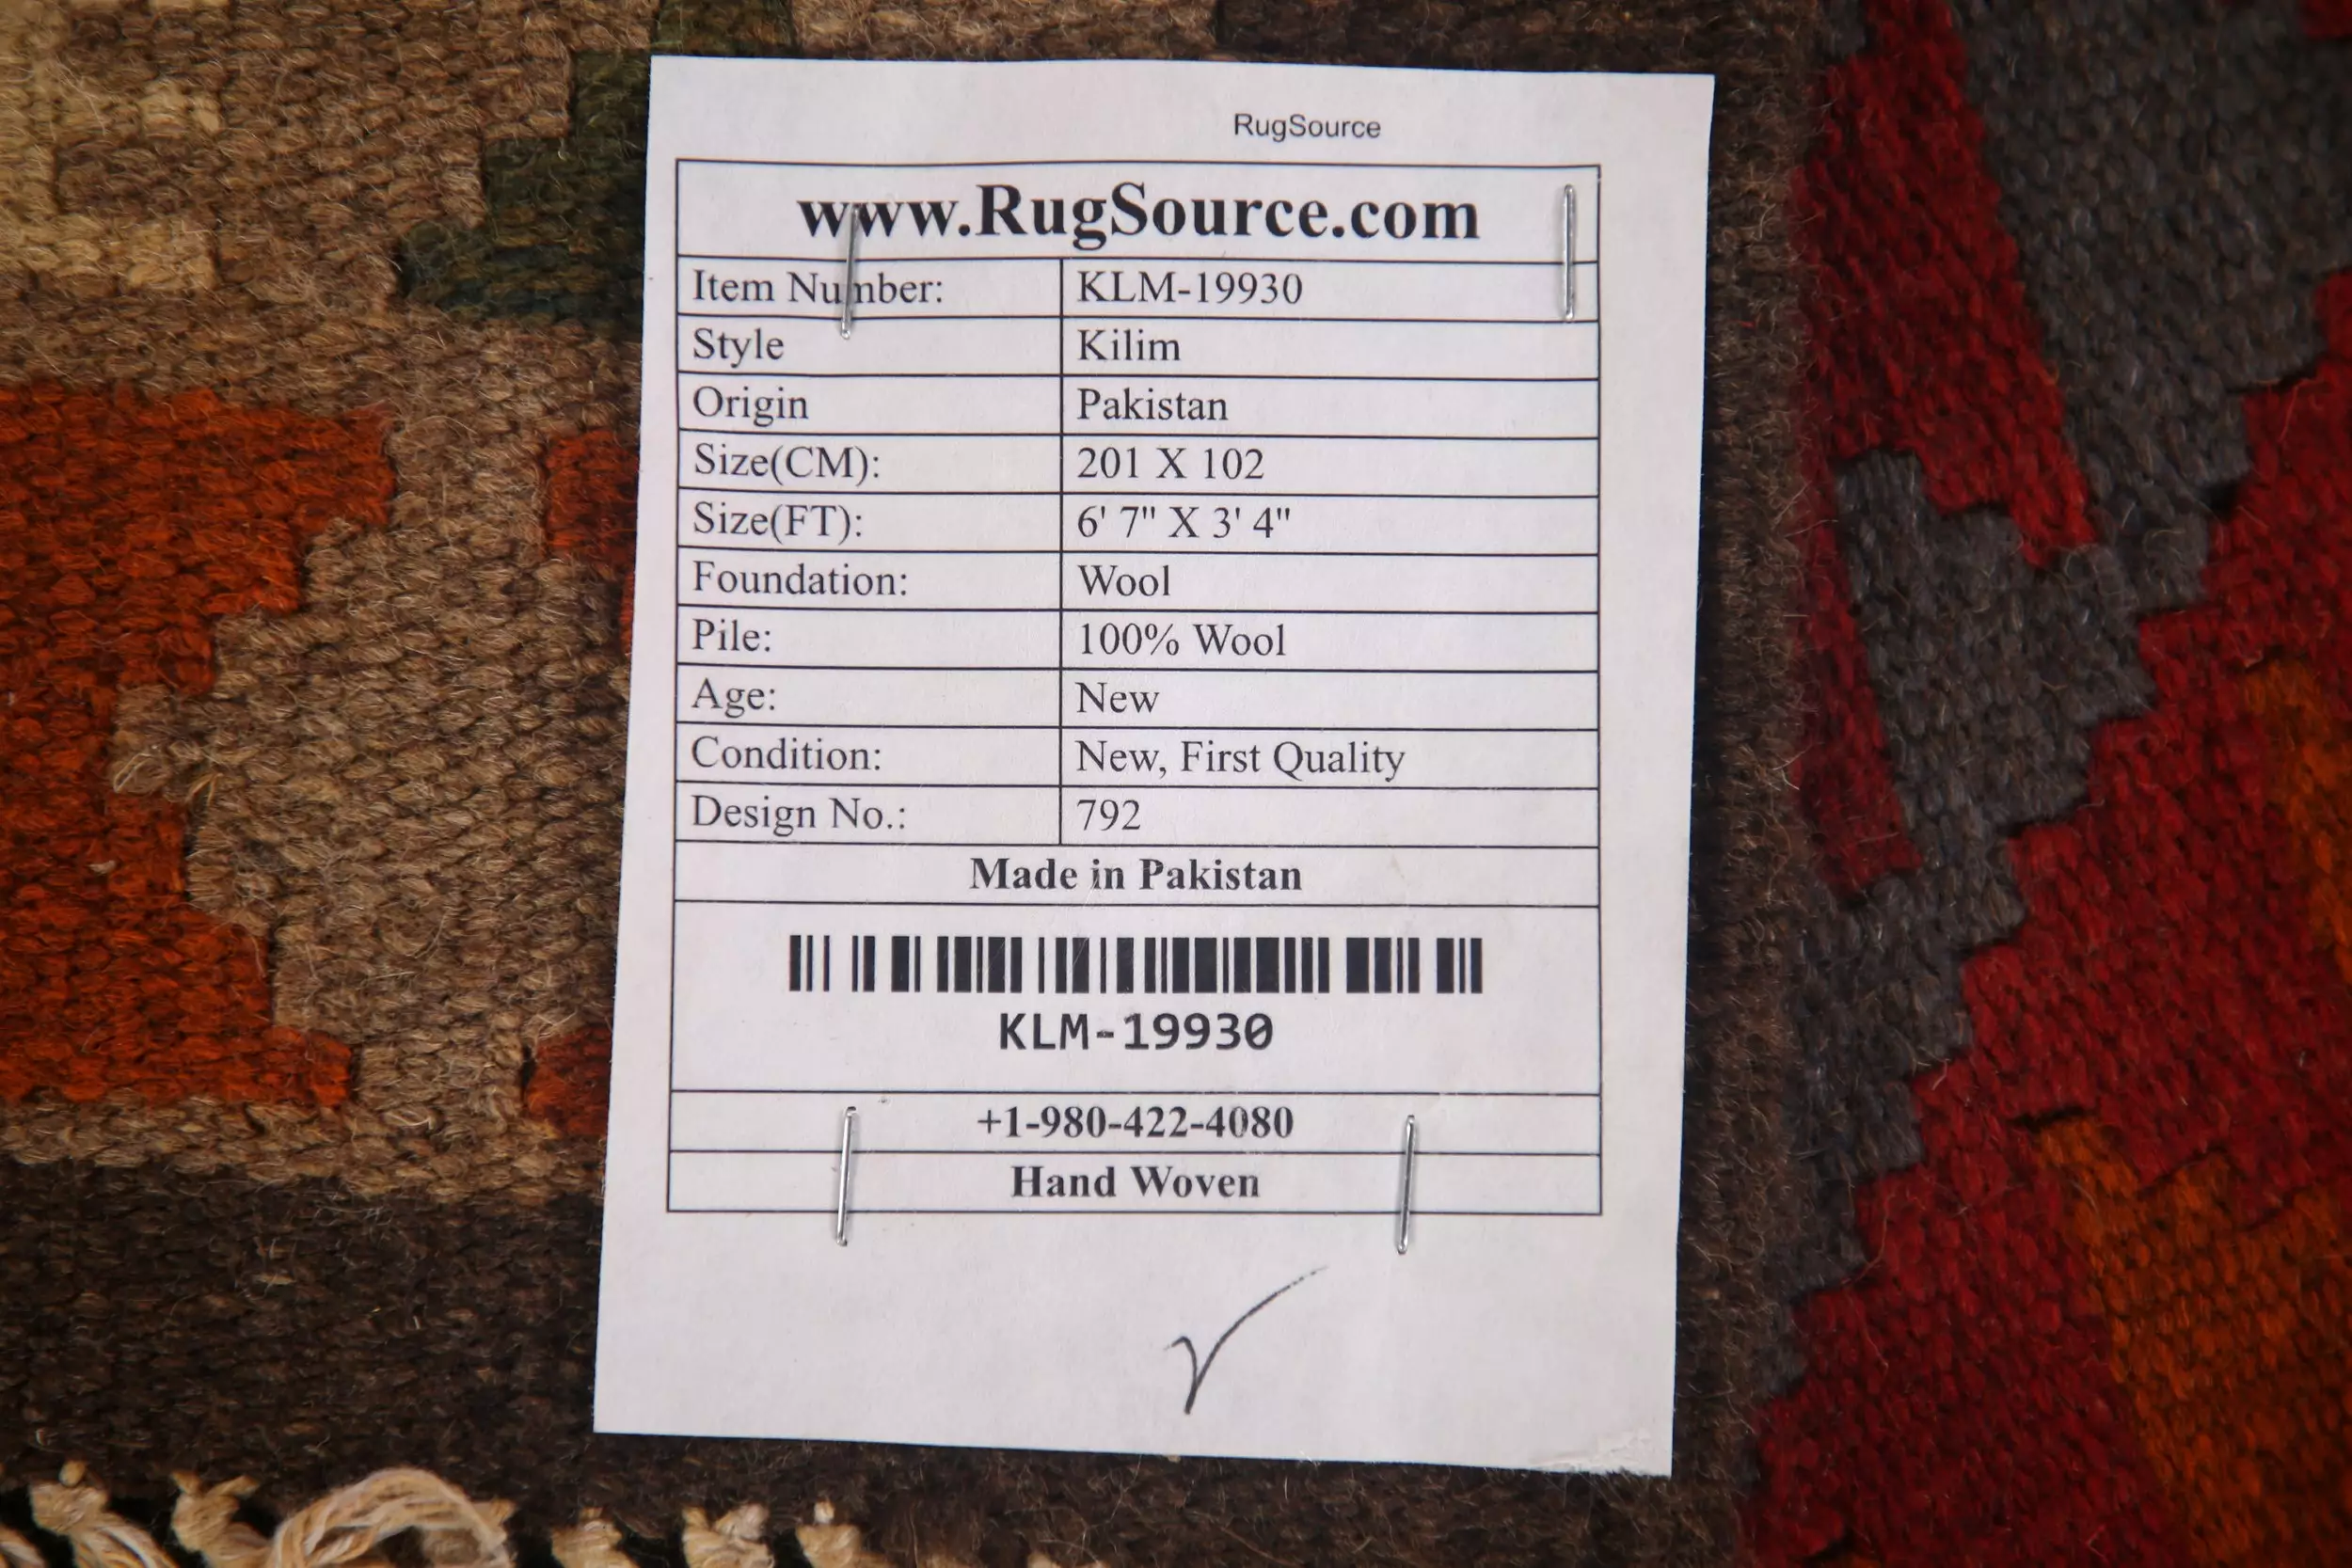 RugSource
www.RugSource.com
Item Number: KLM-19930
Style Kilim
Origin Pakistan
Size(CM): 201 X 102
Size(FT): 6' 7" X 3' 4"
Foundation: Wool
Pile: 100% Wool
Age: New
Condition: New, First Quality
Design No.: 792
Made in Pakistan
KLM-19930
+1-980-422-4080
Hand Woven